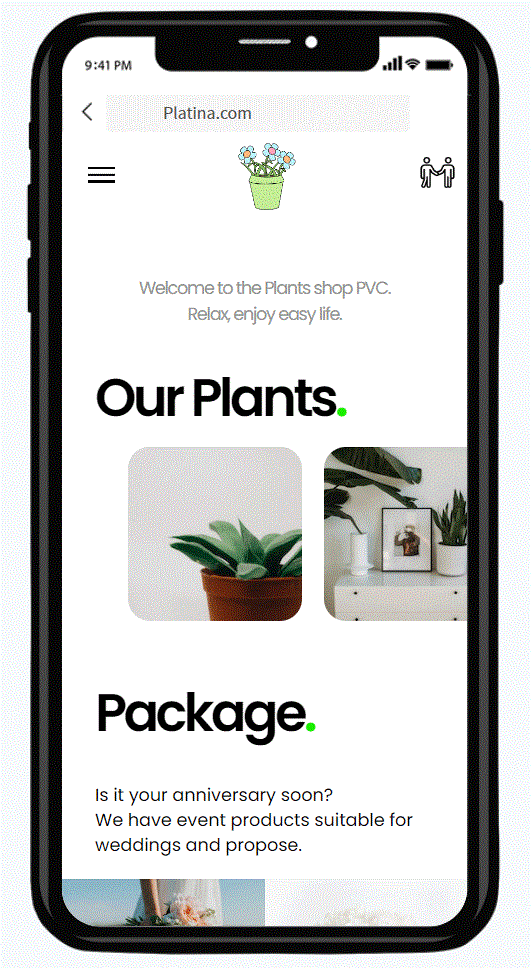 9:41 PM
Platina.com
Welcome to the Plants shop PVC.
Relax, enjoy easy life.
Our Plants.
Package.
Is it your anniversary soon?
We have event products suitable for
weddings and propose.